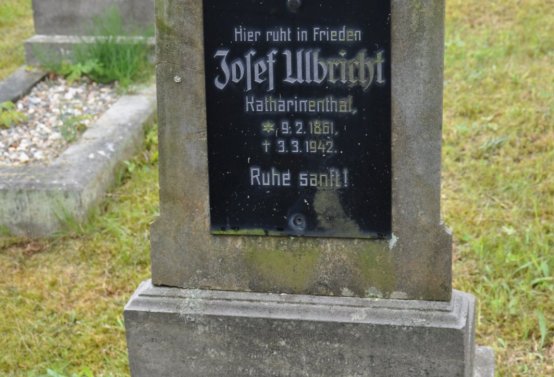 Hier ruht in Frieden
Josef Ulbricht
Katharinenthal,
* 9. 2. 1861,
† 3. 3. 1942.
Ruhe sanft!